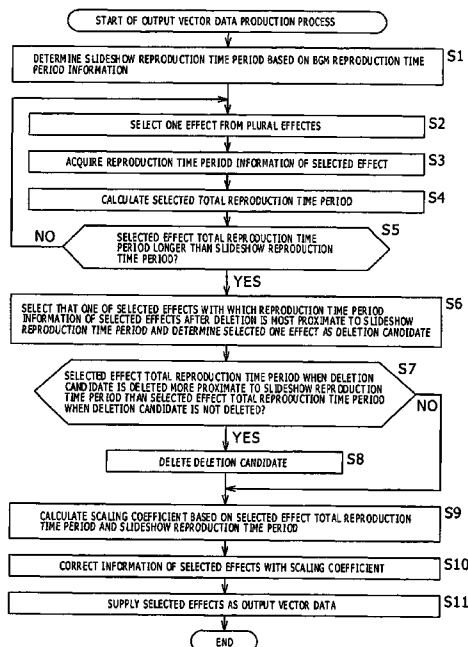 START OF OUTPUT VECTOR DATA PRODUCTION PROCESS
S1
DETERMINE SLIDESHOW REPRODUCTION TIME PERIOD BASED ON BGM REPRODUCTION TIME
PERIOD INFORMATION
S2
SELECT ONE EFFECT FROM PLURAL EFFECTES
S3
ACQUIRE REPRODUCTION TIME PERIOD INFORMATION OF SELECTED EFFECT
S4
CALCULATE SELECTED TOTAL REPRODUCTION TIME PERIOD
S5
NO
SELECTED EFFECT TOTAL REPRODUCTION TIME
PERIOD LONGER THAN SLIDESHOW REPRODUCTION
TIME PERIOD?
YES
S6
SELECT THAT ONE OF SELECTED EFFECTS WITH WHICH REPRODUCTION TIME PERIOD
INFORMATION OF SELECTED EFFECTS AFTER DELETION IS MOST PROXIMATE TO SLIDESHOW
REPRODUCTION TIME PERIOD AND DETERMINE SELECTED ONE EFFECT AS DELETION CANDIDATE
S7
SELECTED EFFECT TOTAL REPRODUCTION TIME PERIOD WHEN DELETION
CANDIDATE IS DELETED MORE PROXIMATE TO SLIDESHOW REPRODUCTION
TIME PERIOD THAN SELECTED EFFECT TOTAL REPRODUCTION TIME PERIOD
WHEN DELETION CANDIDATE IS NOT DELETED?
NO
YES
S8
DELETE DELETION CANDIDATE
S9
CALCULATE SCALING COEFFICIENT BASED ON SELECTED EFFECT TOTAL REPRODUCTION
TIME PERIOD AND SLIDESHOW REPRODUCTION TIME PERIOD
S10
CORRECT INFORMATION OF SELECTED EFFECTS WITH SCALING COEFFICIENT
S11
SUPPLY SELECTED EFFECTS AS OUTPUT VECTOR DATA
END